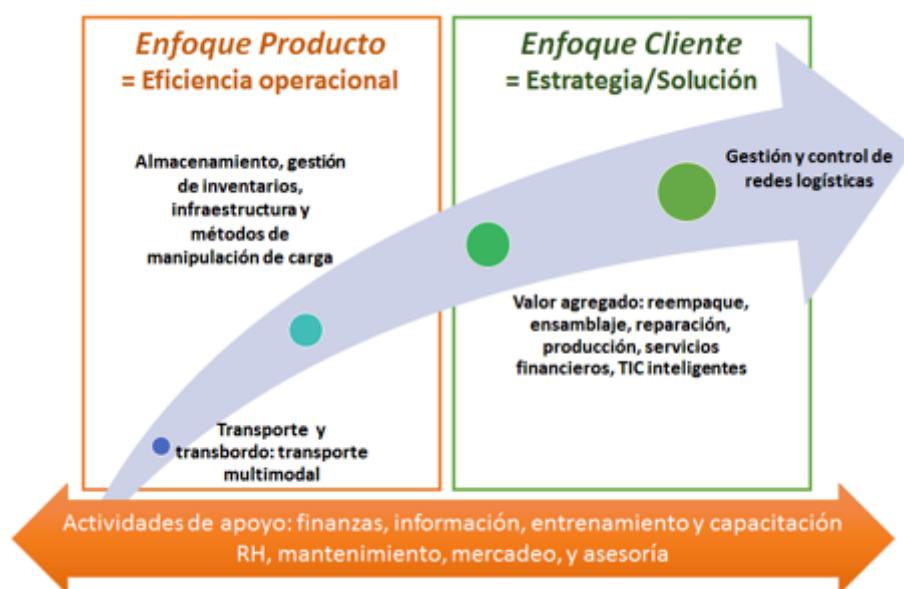 Enfoque Producto
= Eficiencia operacional
Enfoque Cliente
= Estrategia/Solución
Almacenamiento, gestión
de inventarios,
infraestructura y
métodos de
manipulación de carga
Gestión y control de
redes logísticas
Valor agregado: reempaque,
ensamblaje, reparación,
producción, servicios
financieros, TIC inteligentes
Transporte y
transbordo: transporte
multimodal
Actividades de apoyo: finanzas, información, entrenamiento y capacitación
RH, mantenimiento, mercadeo, y asesoría